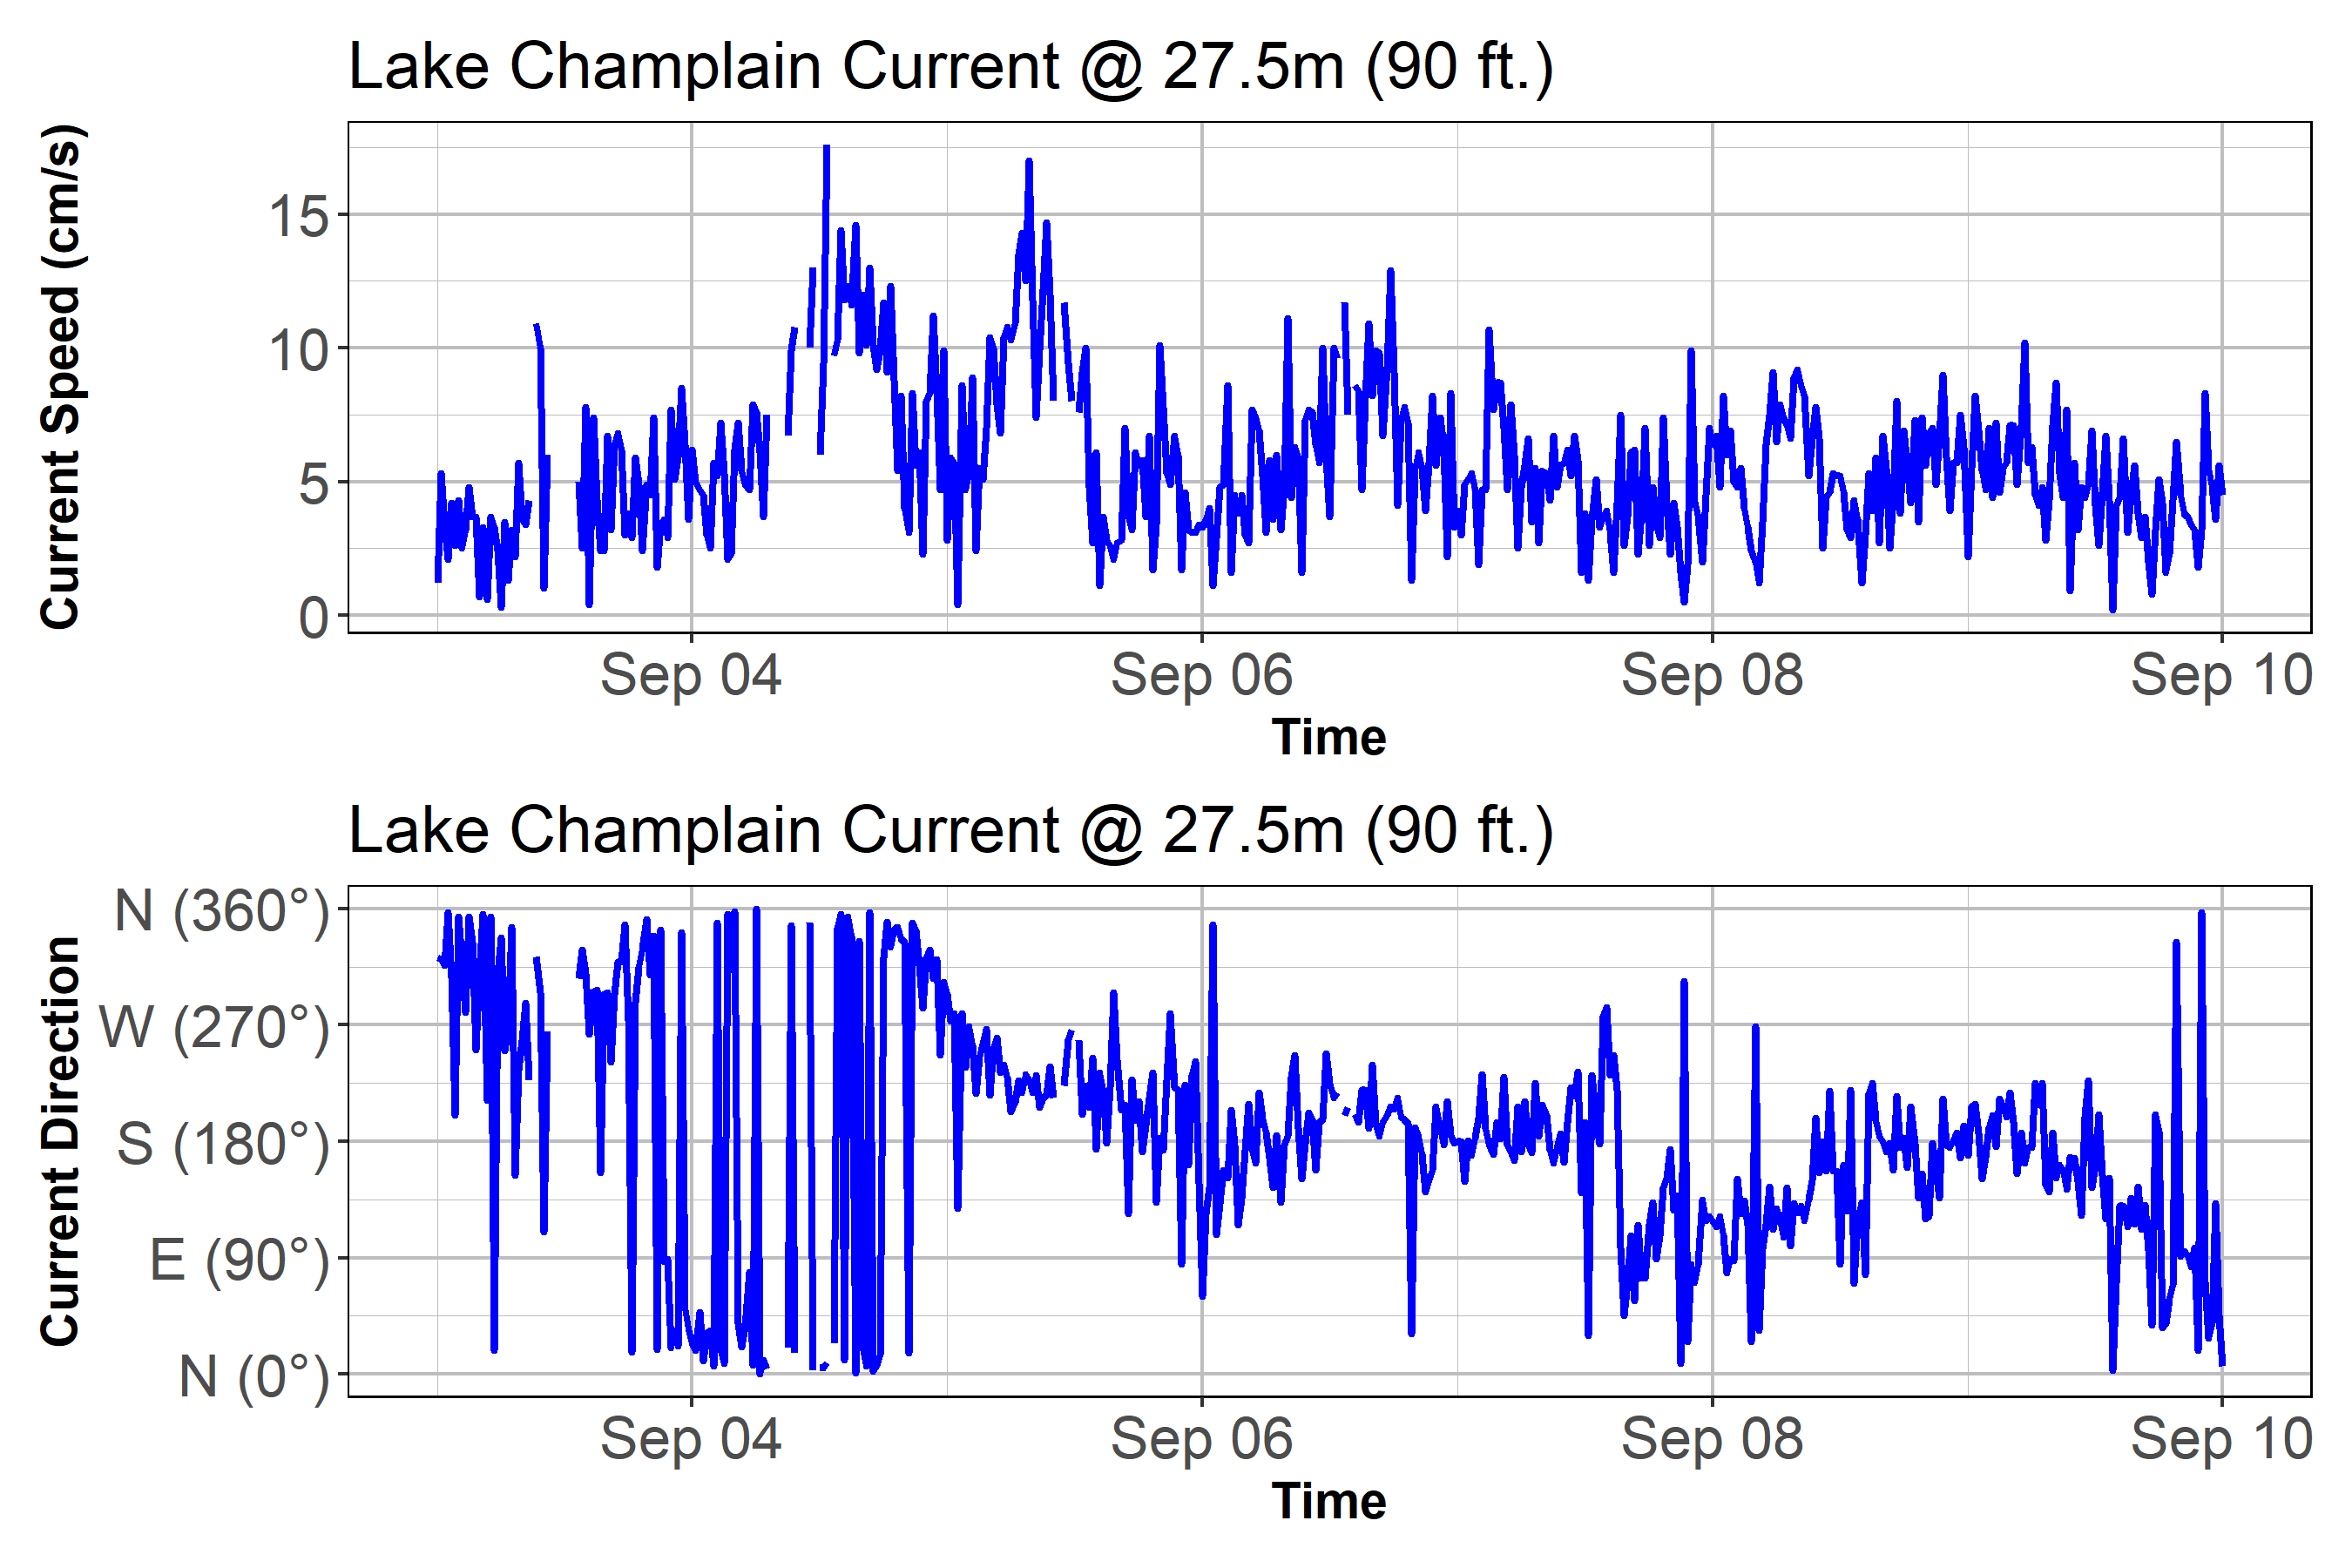 Lake Champlain Current @ 27.5m (90 ft.)
Current Speed (cm/s)
15
10
5
0
Sep 04 Sep 06 Sep 08 Sep 10
Time
Lake Champlain Current @ 27.5m (90 ft.)
Current Direction
N (360°)
W (270°)
S (180°)
E (90°)
N (0°)
Sep 04 Sep 06 Sep 08 Sep 10
Time